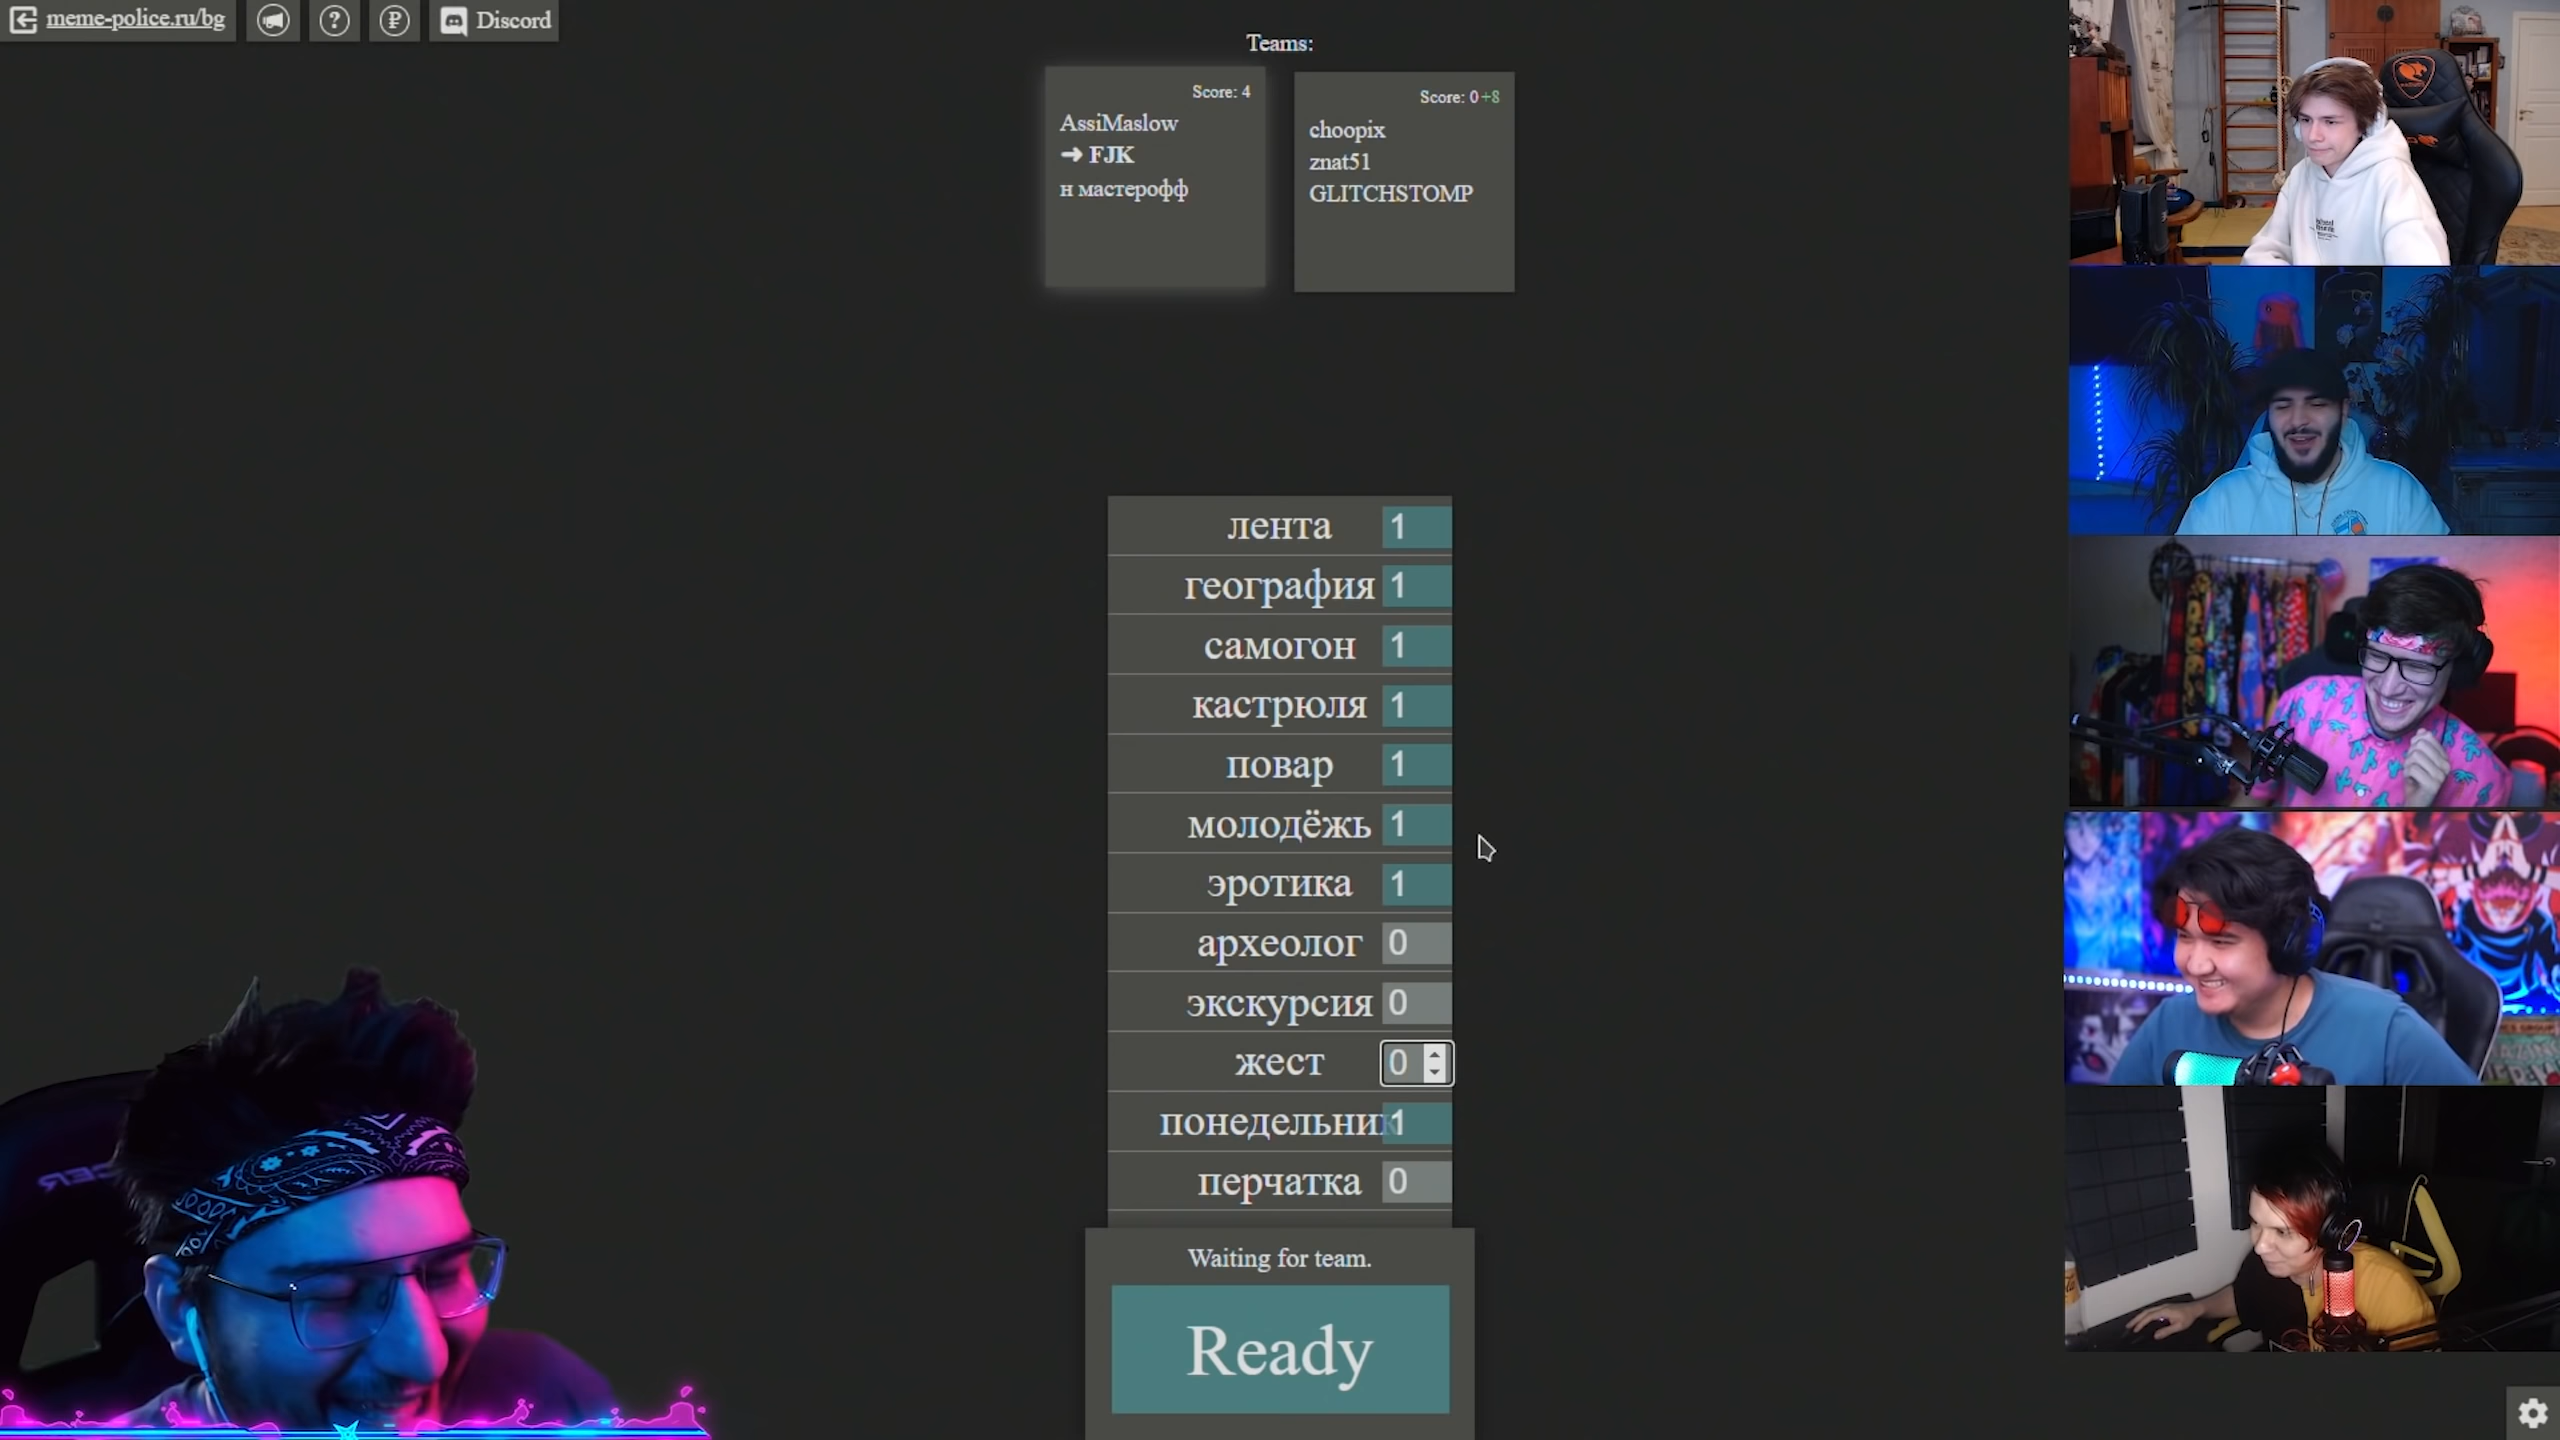 meme-police.ru/bg
Discord
Teams:
Score: 4
AssiMaslow
➜ FJK
н мастерофф
Score: 0+8
choopix
znat51
GLITCHSTOMP
лента 1
география 1
самогон 1
кастрюля 1
повар 1
молодёжь 1
эротика 1
археолог 0
экскурсия 0
жест 0
понедельник 1
перчатка 0
Waiting for team.
Ready